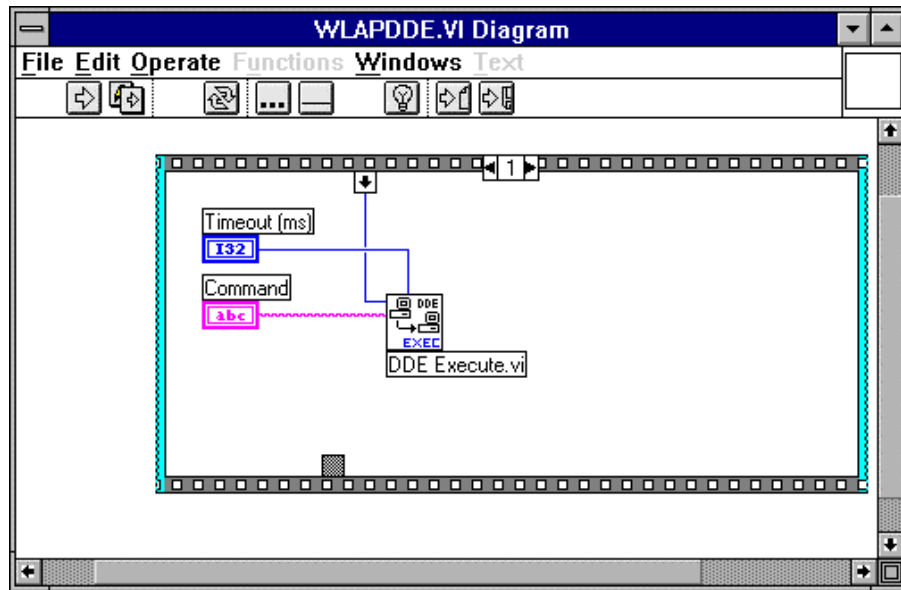 WLAPDDE.VI Diagram
File Edit Operate Functions Windows Text
1
Timeout (ms)
I32
Command
abc
DDE
EXEC
DDE Execute.vi